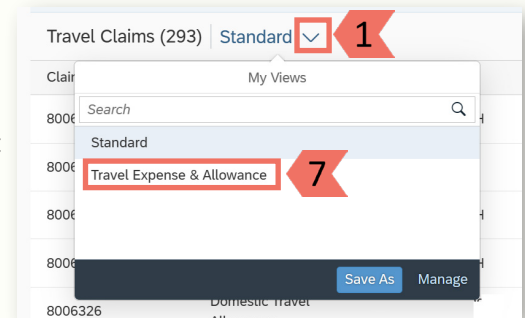 Travel Claims (293) Standard 1
Clair
My Views
8006
Search
H
Standard
8006
Travel Expense & Allowance 7
8006
H
8006
Save As Manage
8006326
Domestic Travel